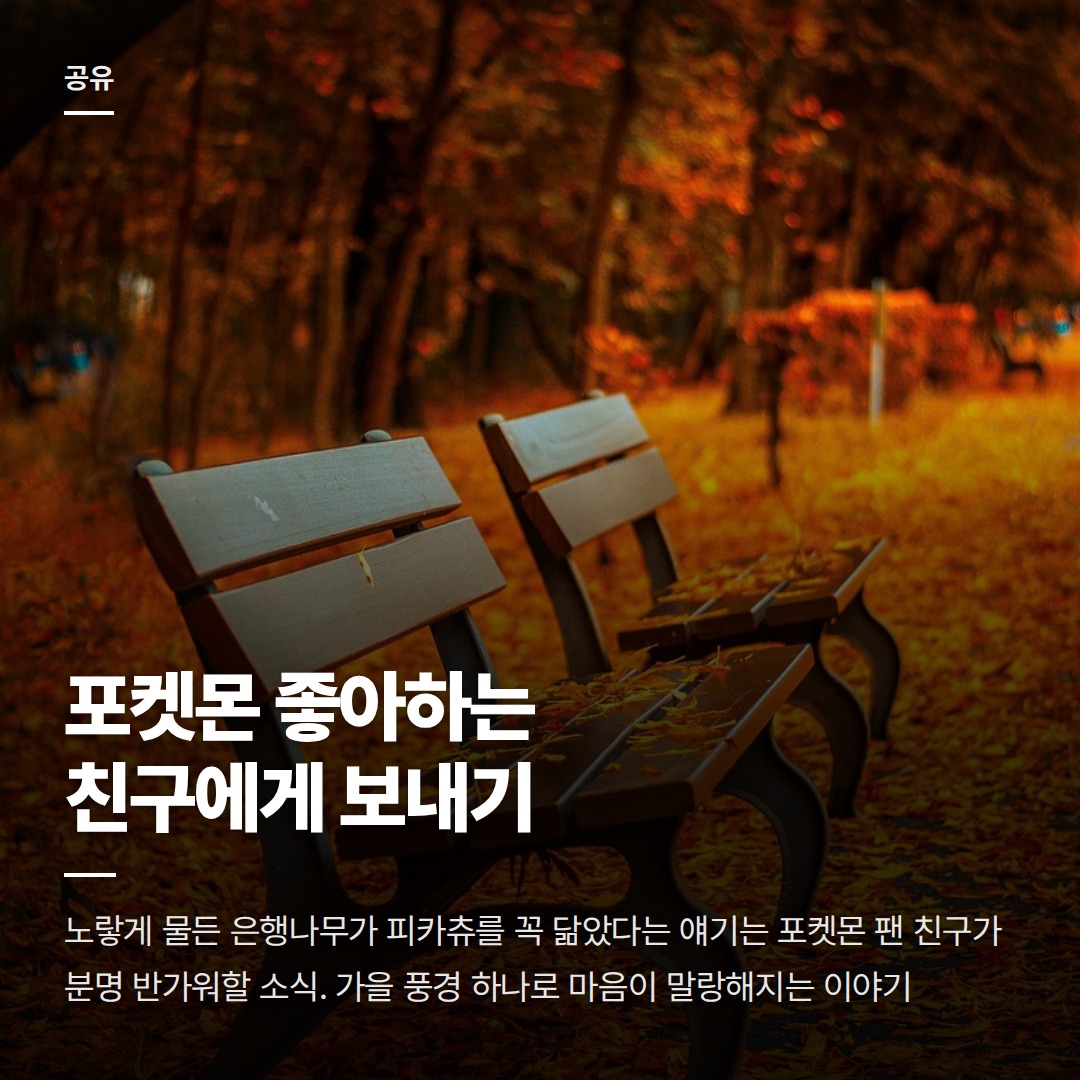 공유
포켓몬 좋아하는
친구에게 보내기
노랗게 물든 은행나무가 피카츄를 꼭 닮았다는 얘기는 포켓몬 팬 친구가
분명 반가워할 소식. 가을 풍경 하나로 마음이 말랑해지는 이야기